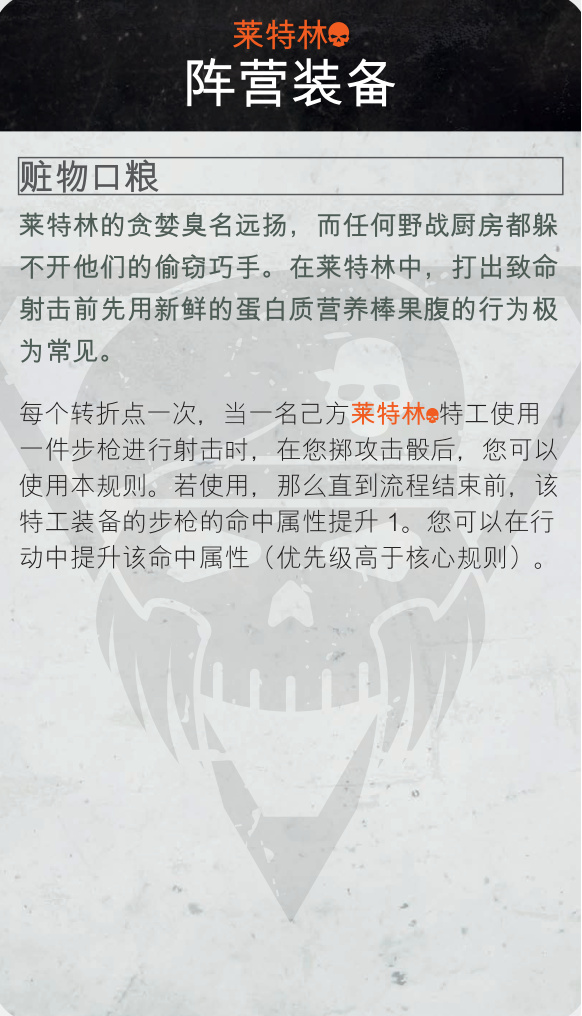 莱特林
阵营装备
赃物口粮
莱特林的贪婪臭名远扬，而任何野战厨房都躲
不开他们的偷窃巧手。在莱特林中，打出致命
射击前先用新鲜的蛋白质营养棒果腹的行为极
为常见。
每个转折点一次，当一名己方莱特林特工使用
一件步枪进行射击时，在您掷攻击骰后，您可以
使用本规则。若使用，那么直到流程结束前，该
特工装备的步枪的命中属性提升 1。您可以在行
动中提升该命中属性（优先级高于核心规则）。